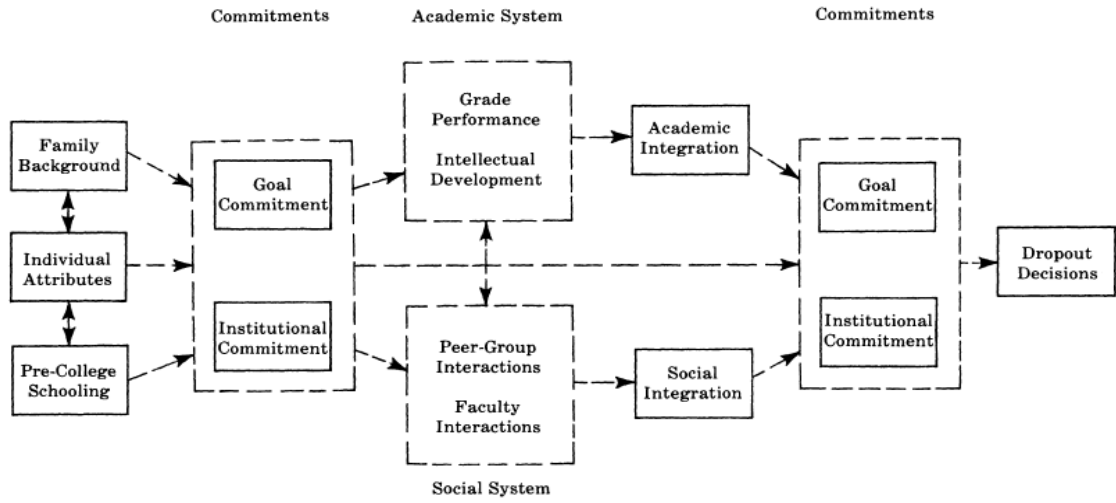 Commitments
Academic System
Commitments
Family
Background
Individual
Attributes
Pre-College
Schooling
Goal
Commitment
Institutional
Commitment
Grade
Performance
Intellectual
Development
Peer-Group
Interactions
Faculty
Interactions
Social System
Academic
Integration
Social
Integration
Goal
Commitment
Institutional
Commitment
Dropout
Decisions